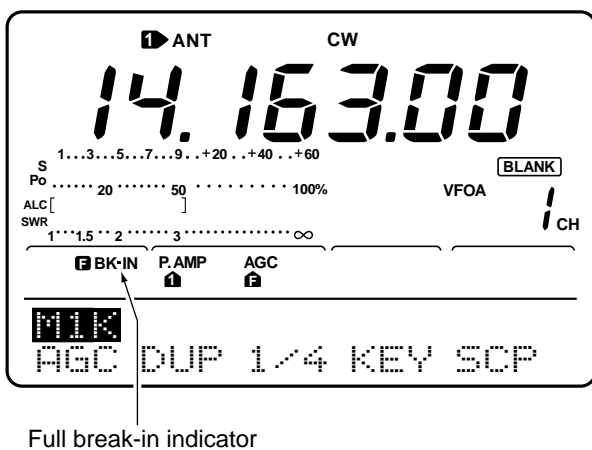 1 ANT CW
14.163.00
1...3...5...7...9..+20..+40..+60
S
BLANK
Po ...... 20 ...... 50 .......... 100%
VFOA
1 CH
ALC [ ]
SWR
1....1.5.. 2 ........ 3 ................∞
F BK-IN P.AMP AGC
1 F
M1K
AGC DUP 1/4 KEY SCP
Full break-in indicator